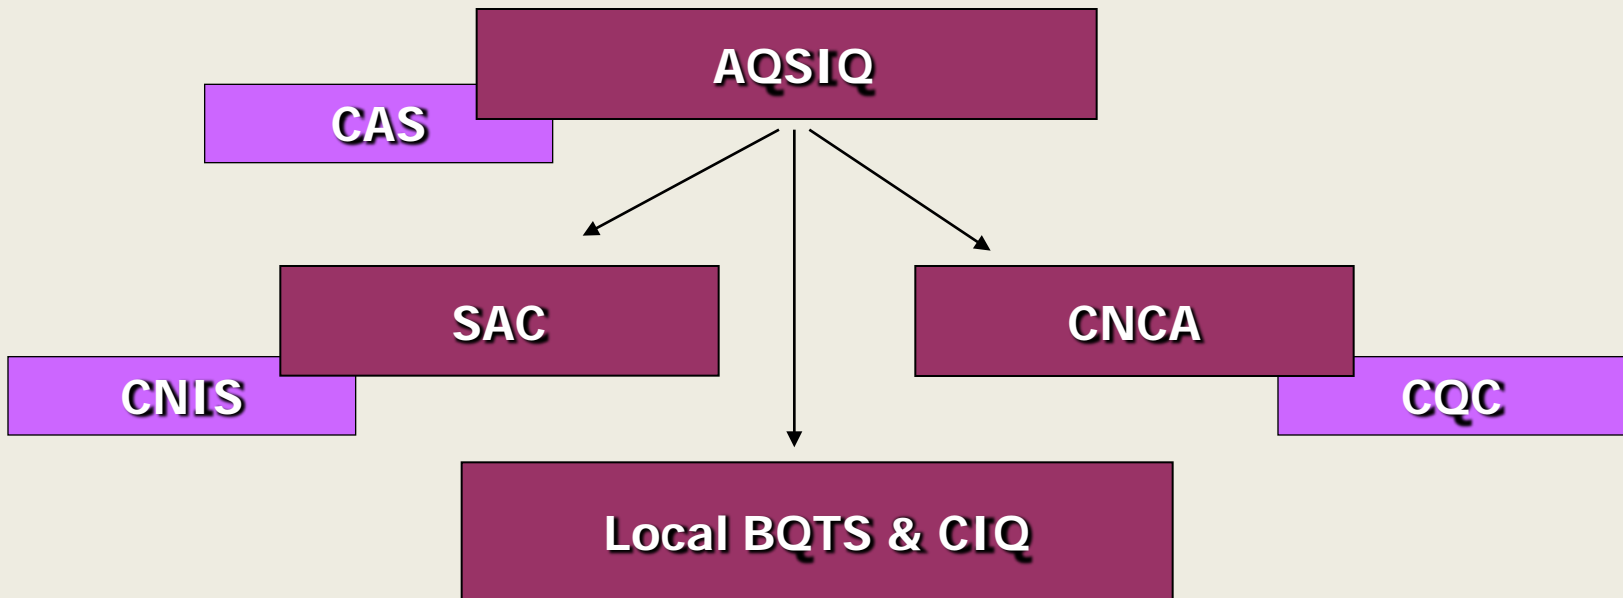 AQSIQ
CAS
SAC
CNCA
CNIS
CQC
Local BQTS & CIQ